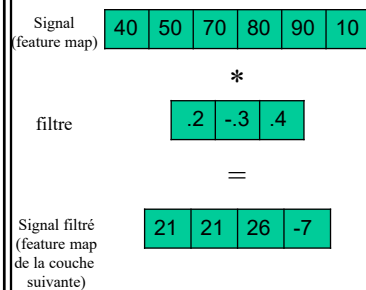 Signal
(feature map)
40 50 70 80 90 10
*
filtre
.2 -.3 .4
=
Signal filtré
(feature map
de la couche
suivante)
21 21 26 -7